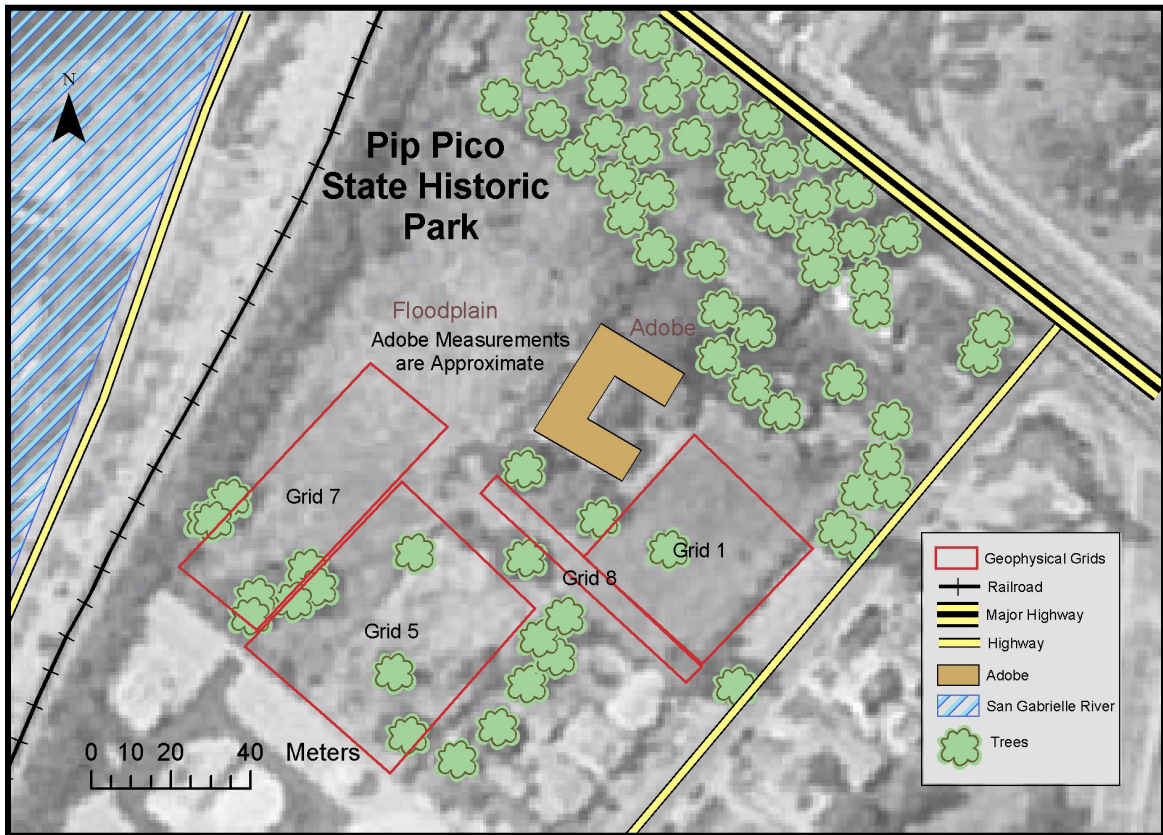 N
Pip Pico
State Historic
Park
Floodplain
Adobe
Adobe Measurements
are Approximate
Grid 7
Grid 1
Grid 8
Grid 5
0 10 20 40 Meters
Geophysical Grids
Railroad
Major Highway
Highway
Adobe
San Gabrielle River
Trees